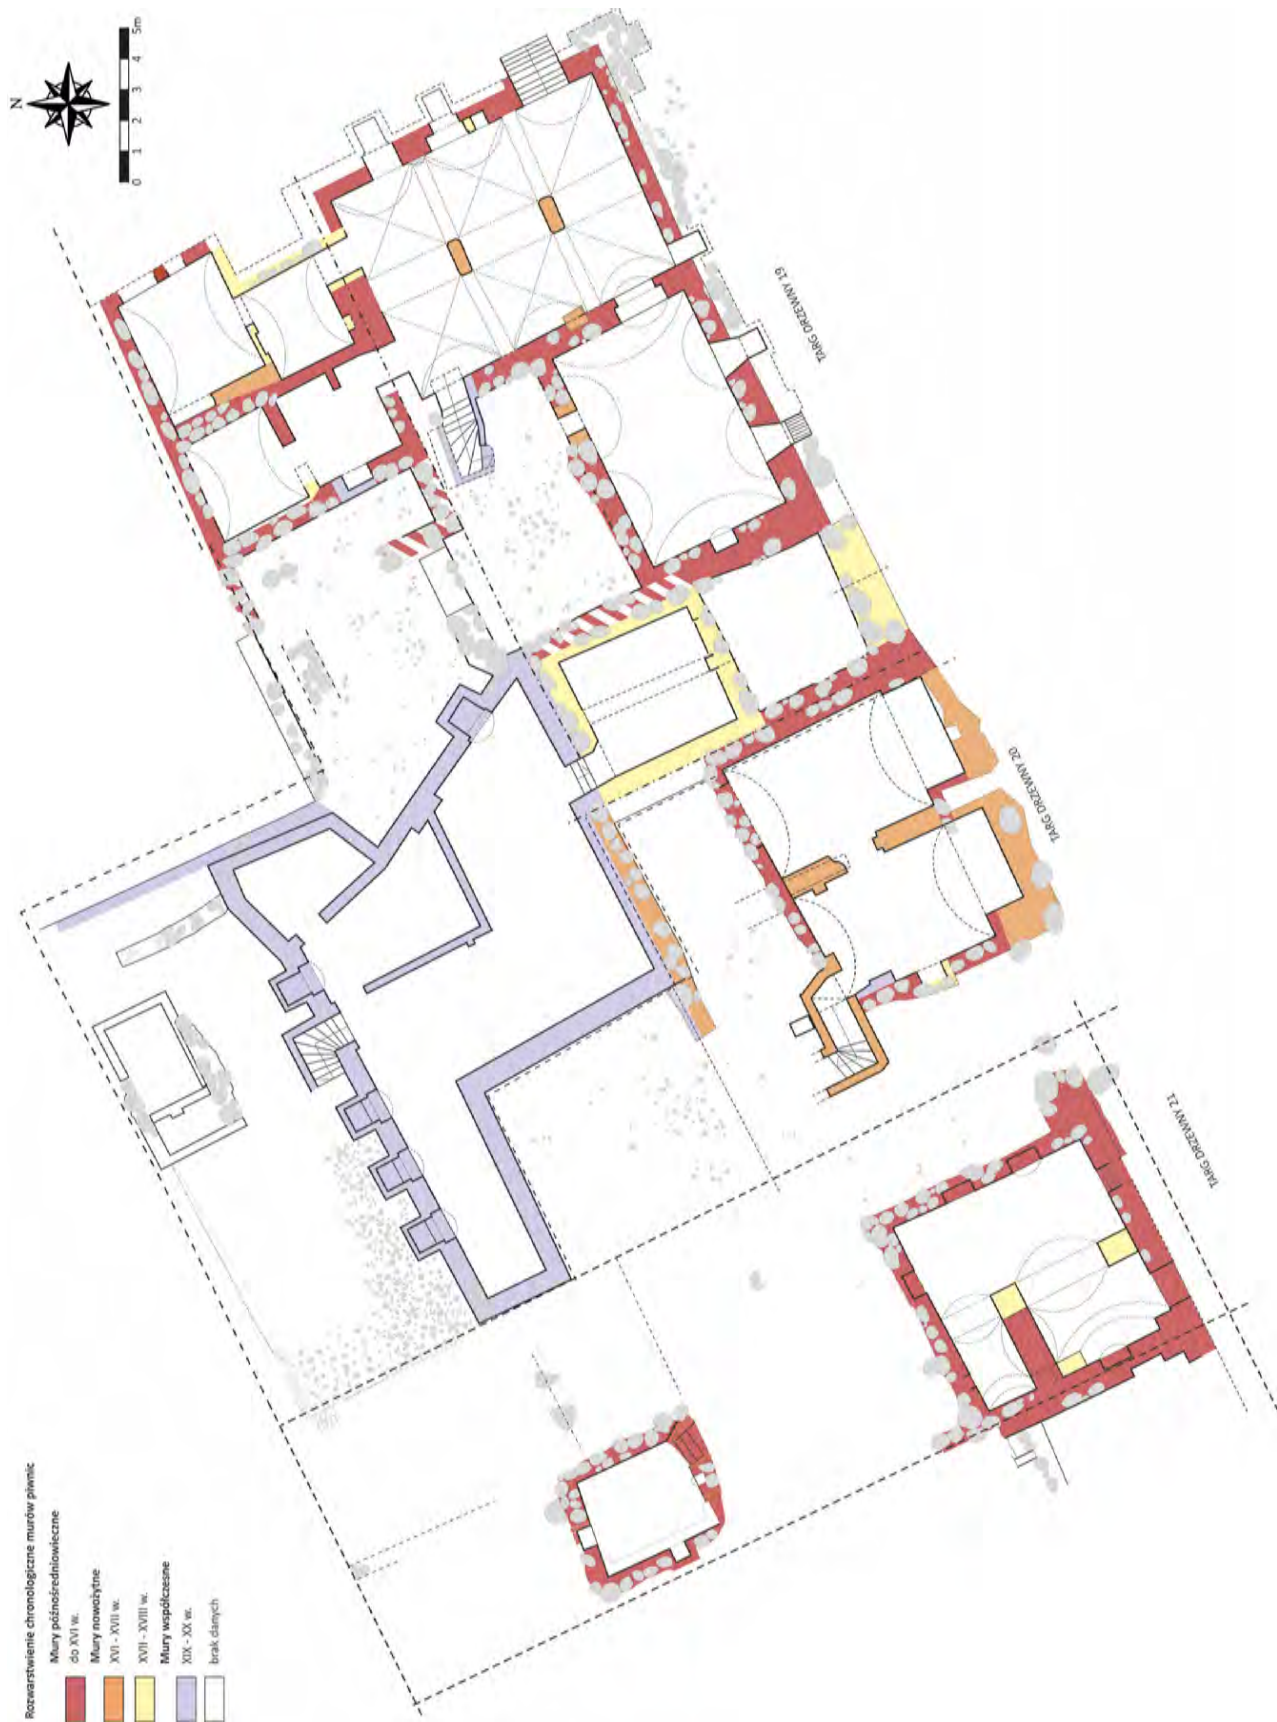 N
0 1 2 3 4 5m
TARG DRZEWNY 19
TARG DRZEWNY 20
TARG DRZEWNY 21
Rozwarstwienie chronologiczne murów piwnic
Mury późnośredniowieczne
do XVI w.
Mury nowożytne
XVI - XVII w.
XVII - XVIII w.
Mury współczesne
XIX - XX w.
brak danych